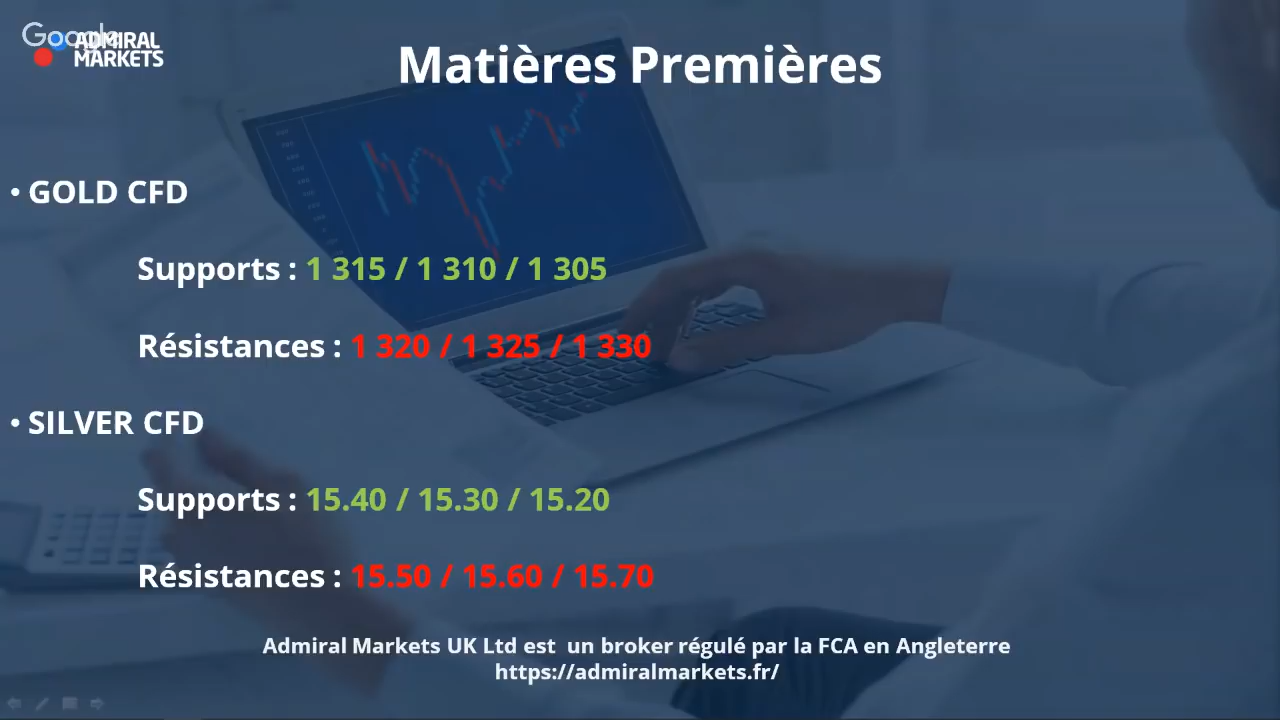 Google
ADMIRAL
MARKETS
Matières Premières
• GOLD CFD
Supports : 1 315 / 1 310 / 1 305
Résistances : 1 320 / 1 325 / 1 330
• SILVER CFD
Supports : 15.40 / 15.30 / 15.20
Résistances : 15.50 / 15.60 / 15.70
Admiral Markets UK Ltd est  un broker régulé par la FCA en Angleterre
https://admiralmarkets.fr/